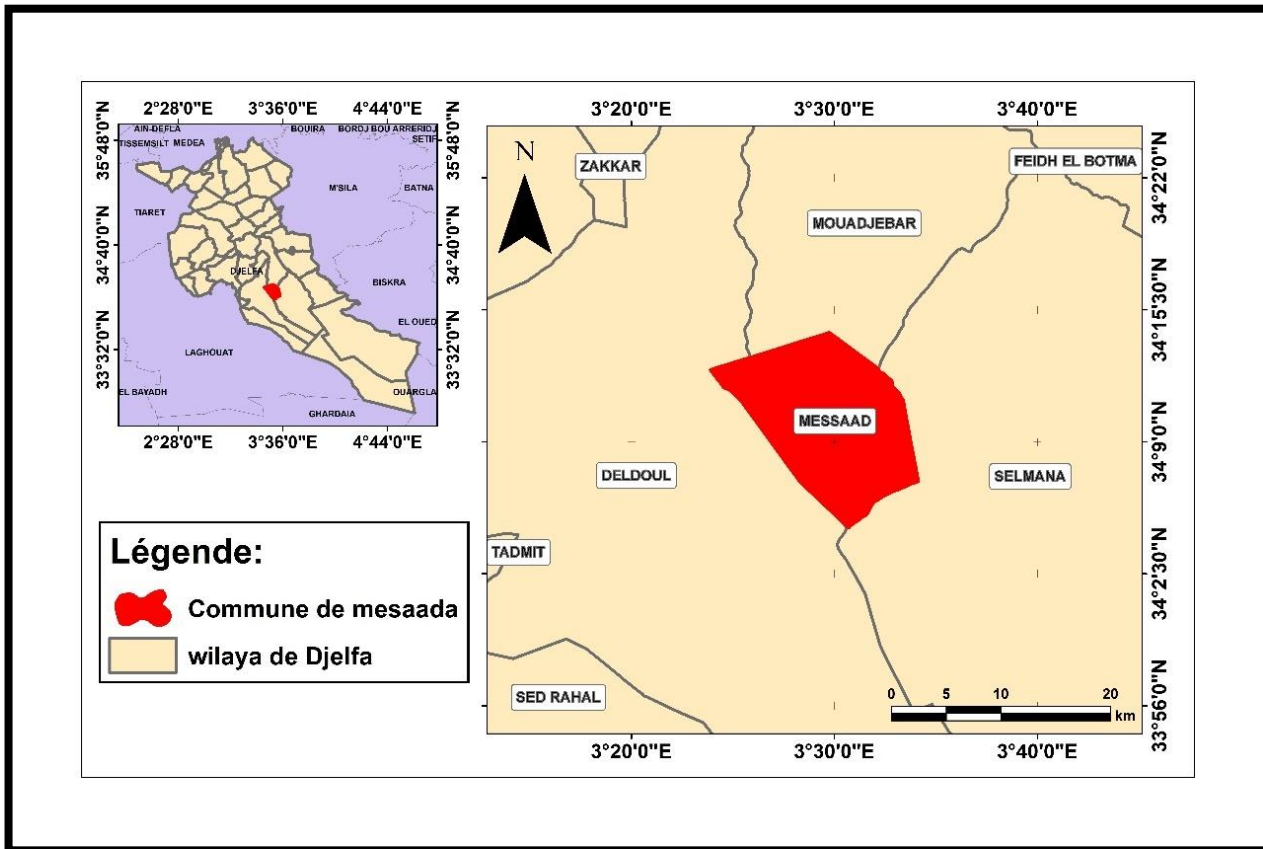 2°28'0"E 3°36'0"E 4°44'0"E
35°48'0"N
34°40'0"N
33°32'0"N
AIN-DEFLA
BOUIRA
BORDJ BOU ARRERIDJ
SETIF
TISSEMSILT
MEDEA
M'SILA
BATNA
TIARET
DJELFA
BISKRA
EL OUED
LAGHOUAT
EL BAYADH
OUARGLA
GHARDAIA
35°48'0"N
34°40'0"N
33°32'0"N
2°28'0"E 3°36'0"E 4°44'0"E
Légende:
Commune de mesaada
wilaya de Djelfa
3°20'0"E 3°30'0"E 3°40'0"E
N
ZAKKAR
FEIDH EL BOTMA
MOUADJEBAR
MESSAAD
DELDOUL
SELMANA
TADMIT
SED RAHAL
0 5 10 20
km
34°22'0"N
34°15'30"N
34°9'0"N
34°2'30"N
33°56'0"N
3°20'0"E 3°30'0"E 3°40'0"E